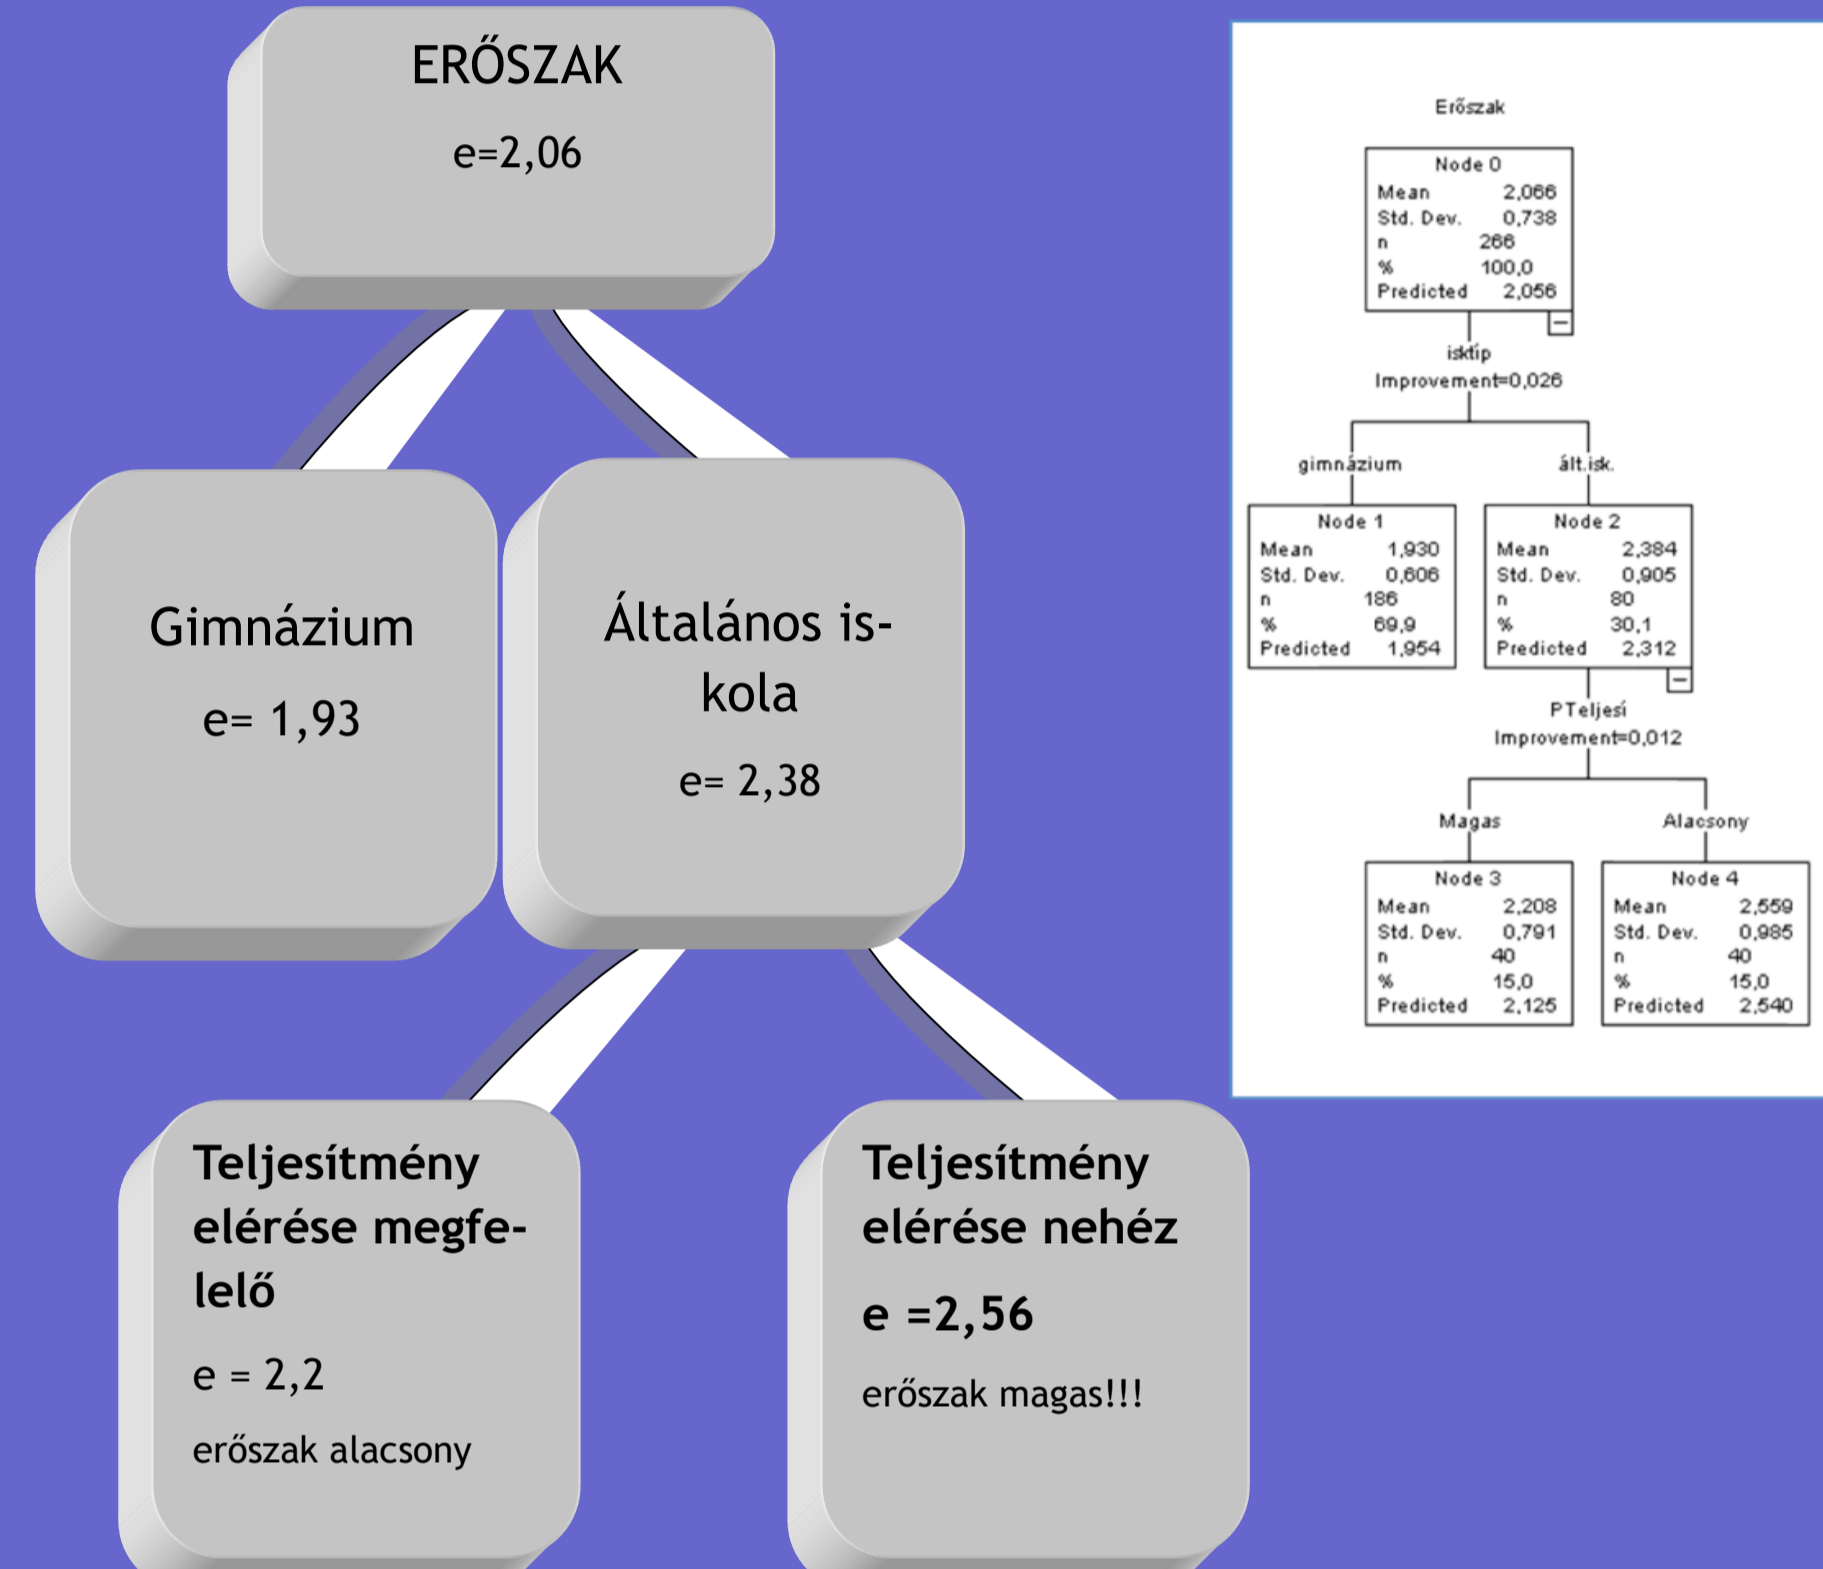 ERŐSZAK
e=2,06
Gimnázium
e= 1,93
Általános is-
kola
e= 2,38
Teljesítmény
elérése megfe-
lelő
e = 2,2
erőszak alacsony
Teljesítmény
elérése nehéz
e =2,56
erőszak magas!!!
Erőszak
Node 0
Mean 2,066
Std. Dev. 0,738
n 266
% 100,0
Predicted 2,056
isktíp
Improvement=0,026
gimnázium
ált.isk.
Node 1
Mean 1,930
Std. Dev. 0,606
n 186
% 69,9
Predicted 1,954
Node 2
Mean 2,384
Std. Dev. 0,905
n 80
% 30,1
Predicted 2,312
PTeljesí
Improvement=0,012
Magas
Alacsony
Node 3
Mean 2,208
Std. Dev. 0,791
n 40
% 15,0
Predicted 2,125
Node 4
Mean 2,559
Std. Dev. 0,985
n 40
% 15,0
Predicted 2,540